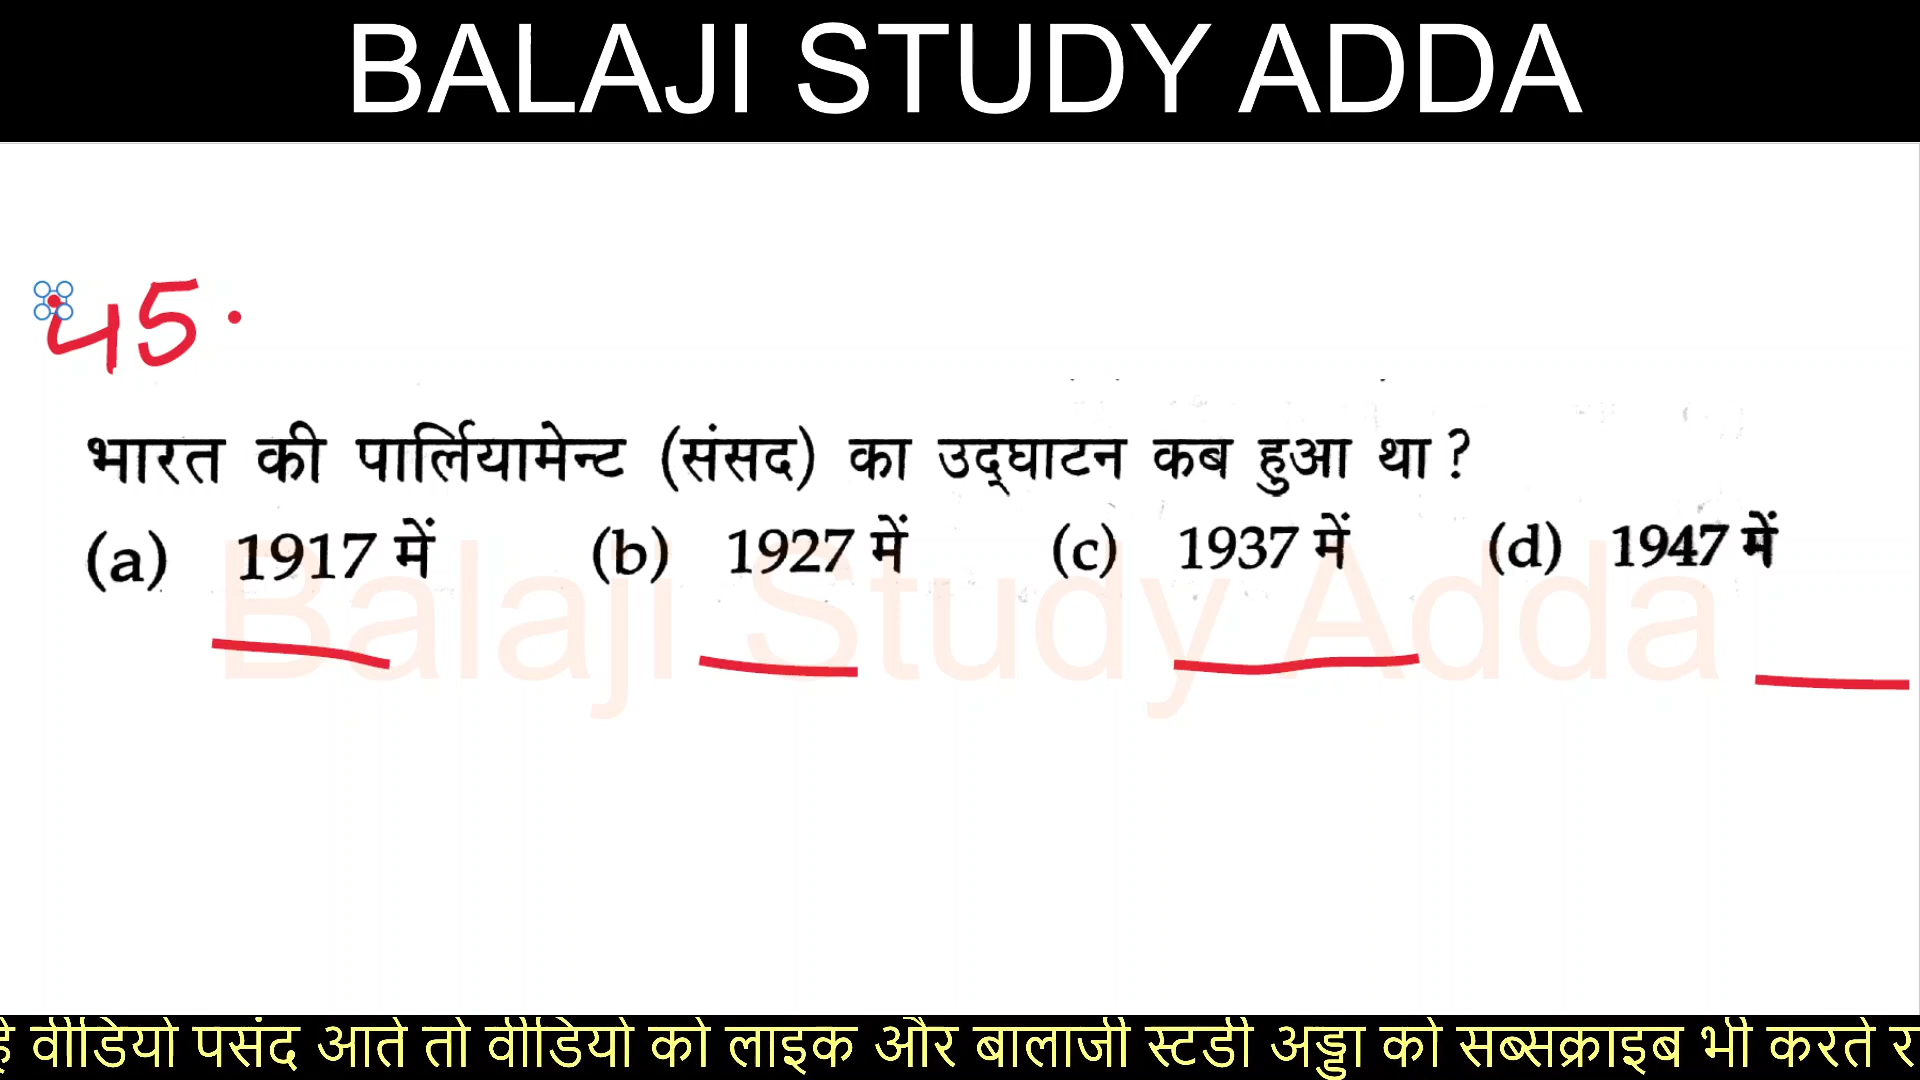 BALAJI STUDY ADDA
45.
भारत की पार्लियामेन्ट (संसद) का उद्घाटन कब हुआ था ?
(a) 1917 में (b) 1927 में (c) 1937 में (d) 1947 में
Balaji Study Adda
वीडियो पसंद आते तो वीडियो को लाइक और बालाजी स्टडी अड्डा को सब्सक्राइब भी करते